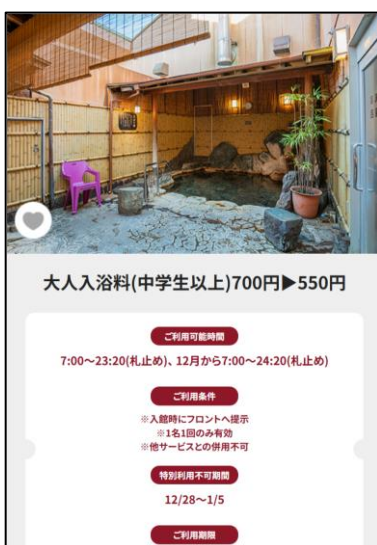 大人入浴料(中学生以上)700円▶550円
ご利用可能時間
7:00〜23:20(札止め)、12月から7:00〜24:20(札止め)
ご利用条件
※入館時にフロントへ提示
※1名1回のみ有効
※他サービスとの併用不可
特別利用不可期間
12/28〜1/5
ご利用期限